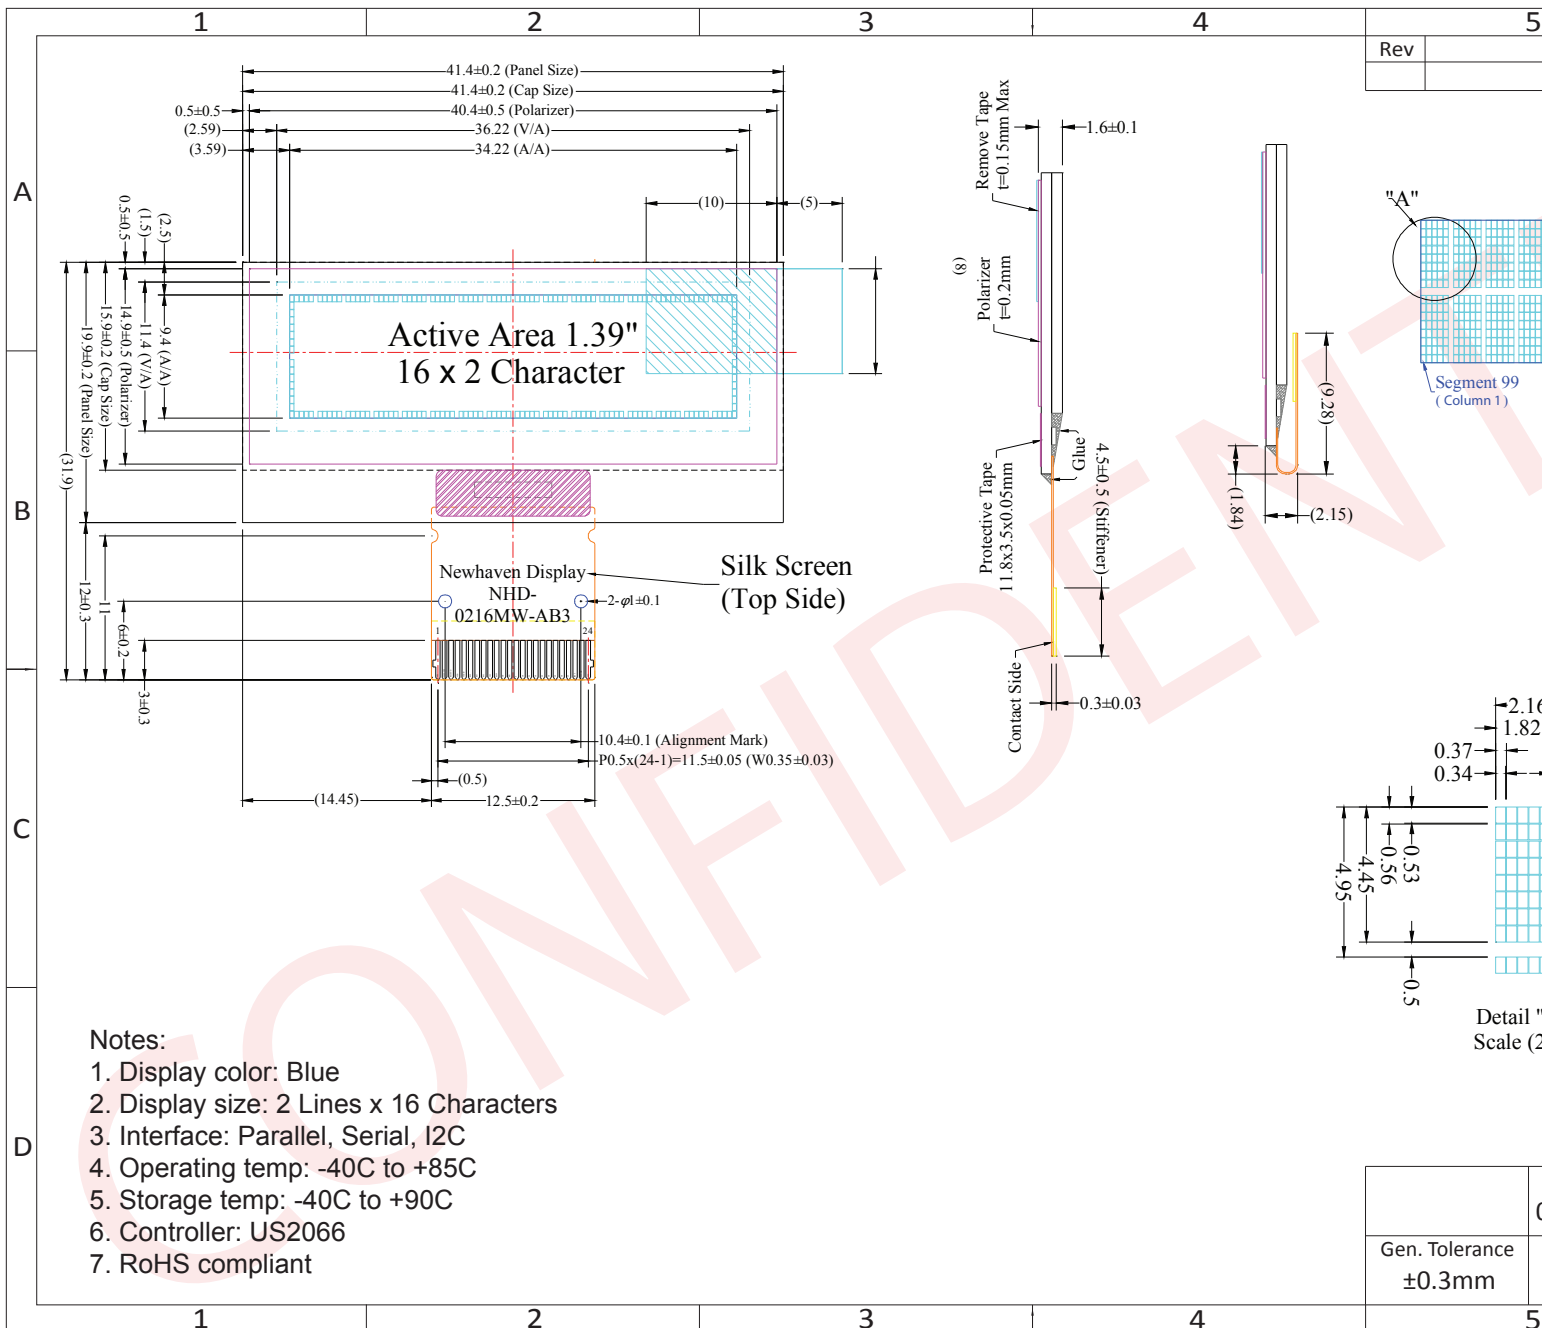 1 2 3 4 5
Rev
41.4±0.2 (Panel Size)
41.4±0.2 (Cap Size)
0.5±0.5
40.4±0.5 (Polarizer)
(2.59)
36.22 (V/A)
(3.59)
34.22 (A/A)
(10)
(5)
A
0.5±0.5
(1.5)
(2.5)
(31.9)
19.9±0.2 (Panel Size)
15.9±0.2 (Cap Size)
14.9±0.5 (Polarizer)
11.4 (V/A)
9.4 (A/A)
(8)
Active Area 1.39"
16 x 2 Character
B
12±0.3
11
6±0.2
3±0.3
Newhaven Display
NHD-
0216MW-AB3
1
24
2-φ1±0.1
Silk Screen
(Top Side)
10.4±0.1 (Alignment Mark)
P0.5x(24-1)=11.5±0.05 (W0.35±0.03)
(0.5)
(14.45)
12.5±0.2
Remove Tape
t=0.15mm Max
1.6±0.1
Polarizer
t=0.2mm
Protective Tape
11.8x3.5x0.05mm
Glue
4.5±0.5 (Stiffener)
Contact Side
0.3±0.03
(9.28)
(1.84)
(2.15)
"A"
Segment 99
( Column 1 )
2.16
1.82
0.37
0.34
C
0.53
0.56
4.45
4.95
0.5
Detail "
Scale (2
D
Notes:
1. Display color: Blue
2. Display size: 2 Lines x 16 Characters
3. Interface: Parallel, Serial, I2C
4. Operating temp: -40C to +85C
5. Storage temp: -40C to +90C
6. Controller: US2066
7. RoHS compliant
Gen. Tolerance
±0.3mm
1 2 3 4 5
CONFIDENT